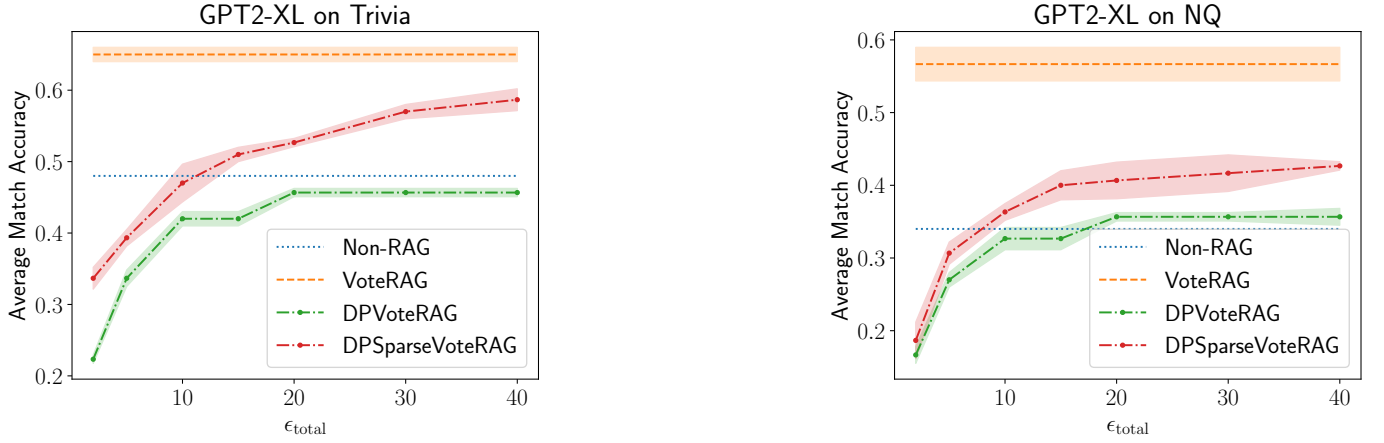 GPT2-XL on Trivia
Average Match Accuracy
0.6
0.5
0.4
0.3
0.2
10
20
30
40
ϵtotal
Non-RAG
VoteRAG
DPVoteRAG
DPSparseVoteRAG
GPT2-XL on NQ
Average Match Accuracy
0.6
0.5
0.4
0.3
0.2
10
20
30
40
ϵtotal
Non-RAG
VoteRAG
DPVoteRAG
DPSparseVoteRAG